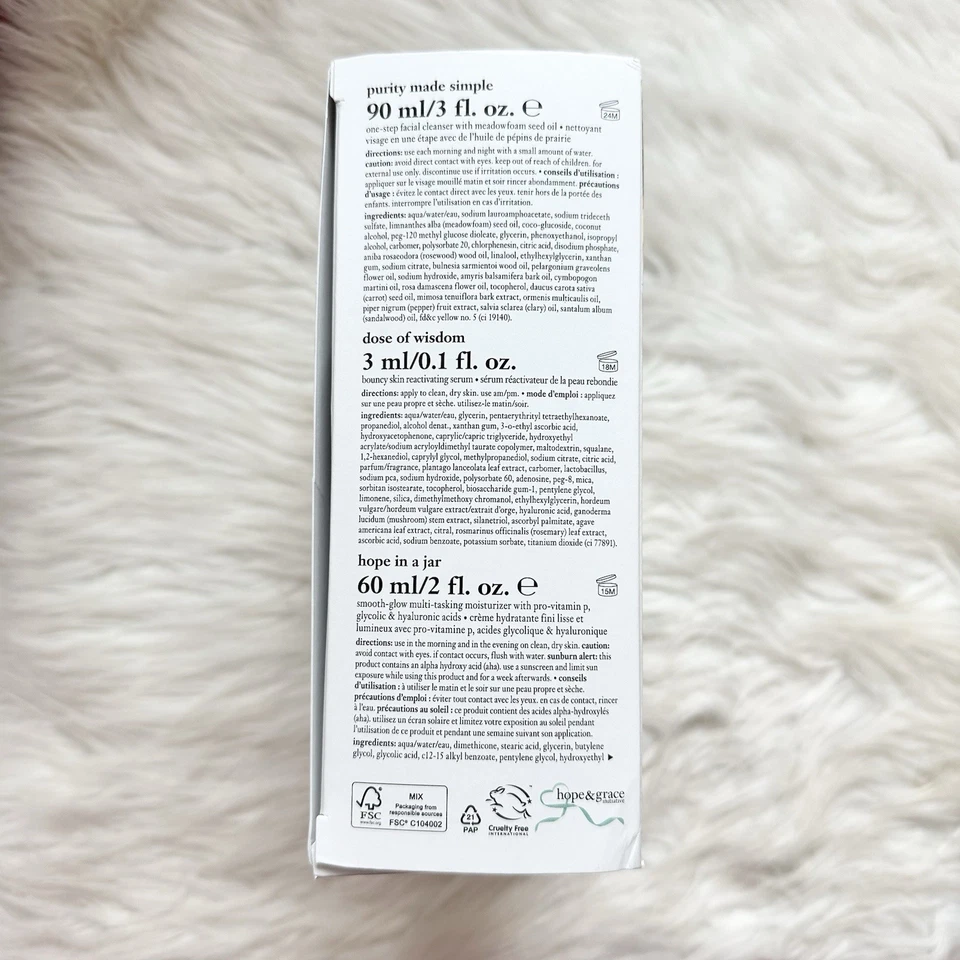 purity made simple
90 ml/3 fl. oz. ℮
24M
one-step facial cleanser with meadowfoam seed oil • nettoyant
visage en une étape avec de l'huile de pépins de prairie
directions: use each morning and night with a small amount of water.
caution: avoid direct contact with eyes. keep out of reach of children. for
external use only. discontinue use if irritation occurs. • conseils d'utilisation :
appliquer sur le visage mouillé matin et soir rincer abondamment. précautions
d'usage : évitez le contact direct avec les yeux. tenir hors de la portée des
enfants. interrompre l'utilisation en cas d'irritation.
ingredients: aqua/water/eau, sodium lauroamphoacetate, sodium trideceth
sulfate, limnanthes alba (meadowfoam) seed oil, coco-glucoside, coconut
alcohol, peg-120 methyl glucose dioleate, glycerin, phenoxyethanol, isopropyl
alcohol, carbomer, polysorbate 20, chlorphenesin, citric acid, disodium phosphate,
aniba rosaeodora (rosewood) wood oil, linalool, ethylhexylglycerin, xanthan
gum, sodium citrate, bulnesia sarmientoi wood oil, pelargonium graveolens
flower oil, sodium hydroxide, amyris balsamifera bark oil, cymbopogon
martini oil, rosa damascena flower oil, tocopherol, daucus carota sativa
(carrot) seed oil, mimosa tenuiflora bark extract, ormenis multicaulis oil,
piper nigrum (pepper) fruit extract, salvia sclarea (clary) oil, santalum album
(sandalwood) oil, fd&c yellow no. 5 (ci 19140).
dose of wisdom
3 ml/0.1 fl. oz.
18M
bouncy skin reactivating serum • sérum réactivateur de la peau rebondie
directions: apply to clean, dry skin. use am/pm. • mode d'emploi : appliquez
sur une peau propre et sèche. utilisez-le matin/soir.
ingredients: aqua/water/eau, glycerin, pentaerythrityl tetraethylhexanoate,
propanediol, alcohol denat., xanthan gum, 3-o-ethyl ascorbic acid,
hydroxyacetophenone, caprylic/capric triglyceride, hydroxyethyl
acrylate/sodium acryloyldimethyl taurate copolymer, maltodextrin, squalane,
1,2-hexanediol, caprylyl glycol, methylpropanediol, sodium citrate, citric acid,
parfum/fragrance, plantago lanceolata leaf extract, carbomer, lactobacillus,
sodium pca, sodium hydroxide, polysorbate 60, adenosine, peg-8, mica,
sorbitan isostearate, tocopherol, biosaccharide gum-1, pentylene glycol,
limonene, silica, dimethylmethoxy chromanol, ethylhexylglycerin, hordeum
vulgare/hordeum vulgare extract/extrait d'orge, hyaluronic acid, ganoderma
lucidum (mushroom) stem extract, silanetriol, ascorbyl palmitate, agave
americana leaf extract, citral, rosmarinus officinalis (rosemary) leaf extract,
ascorbic acid, sodium benzoate, potassium sorbate, titanium dioxide (ci 77891).
hope in a jar
60 ml/2 fl. oz. ℮
15M
smooth-glow multi-tasking moisturizer with pro-vitamin p,
glycolic & hyaluronic acids • crème hydratante fini lisse et
lumineux avec pro-vitamine p, acides glycolique & hyaluronique
directions: use in the morning and in the evening on clean, dry skin. caution:
avoid contact with eyes. if contact occurs, flush with water. sunburn alert: this
product contains an alpha hydroxy acid (aha). use a sunscreen and limit sun
exposure while using this product and for a week afterwards. • conseils
d'utilisation : à utiliser le matin et le soir sur une peau propre et sèche.
précautions d'emploi : éviter tout contact avec les yeux. en cas de contact, rincer
à l'eau. précautions au soleil : ce produit contient des acides alpha-hydroxylés
(aha). utilisez un écran solaire et limitez votre exposition au soleil pendant
l'utilisation de ce produit et pendant une semaine suivant son application.
ingredients: aqua/water/eau, dimethicone, stearic acid, glycerin, butylene
glycol, glycolic acid, c12-15 alkyl benzoate, pentylene glycol, hydroxyethyl ▶
FSC®
www.fsc.org
MIX
Packaging from
responsible sources
FSC® C104002
21
PAP
Cruelty Free
INTERNATIONAL
hope&grace
initiative